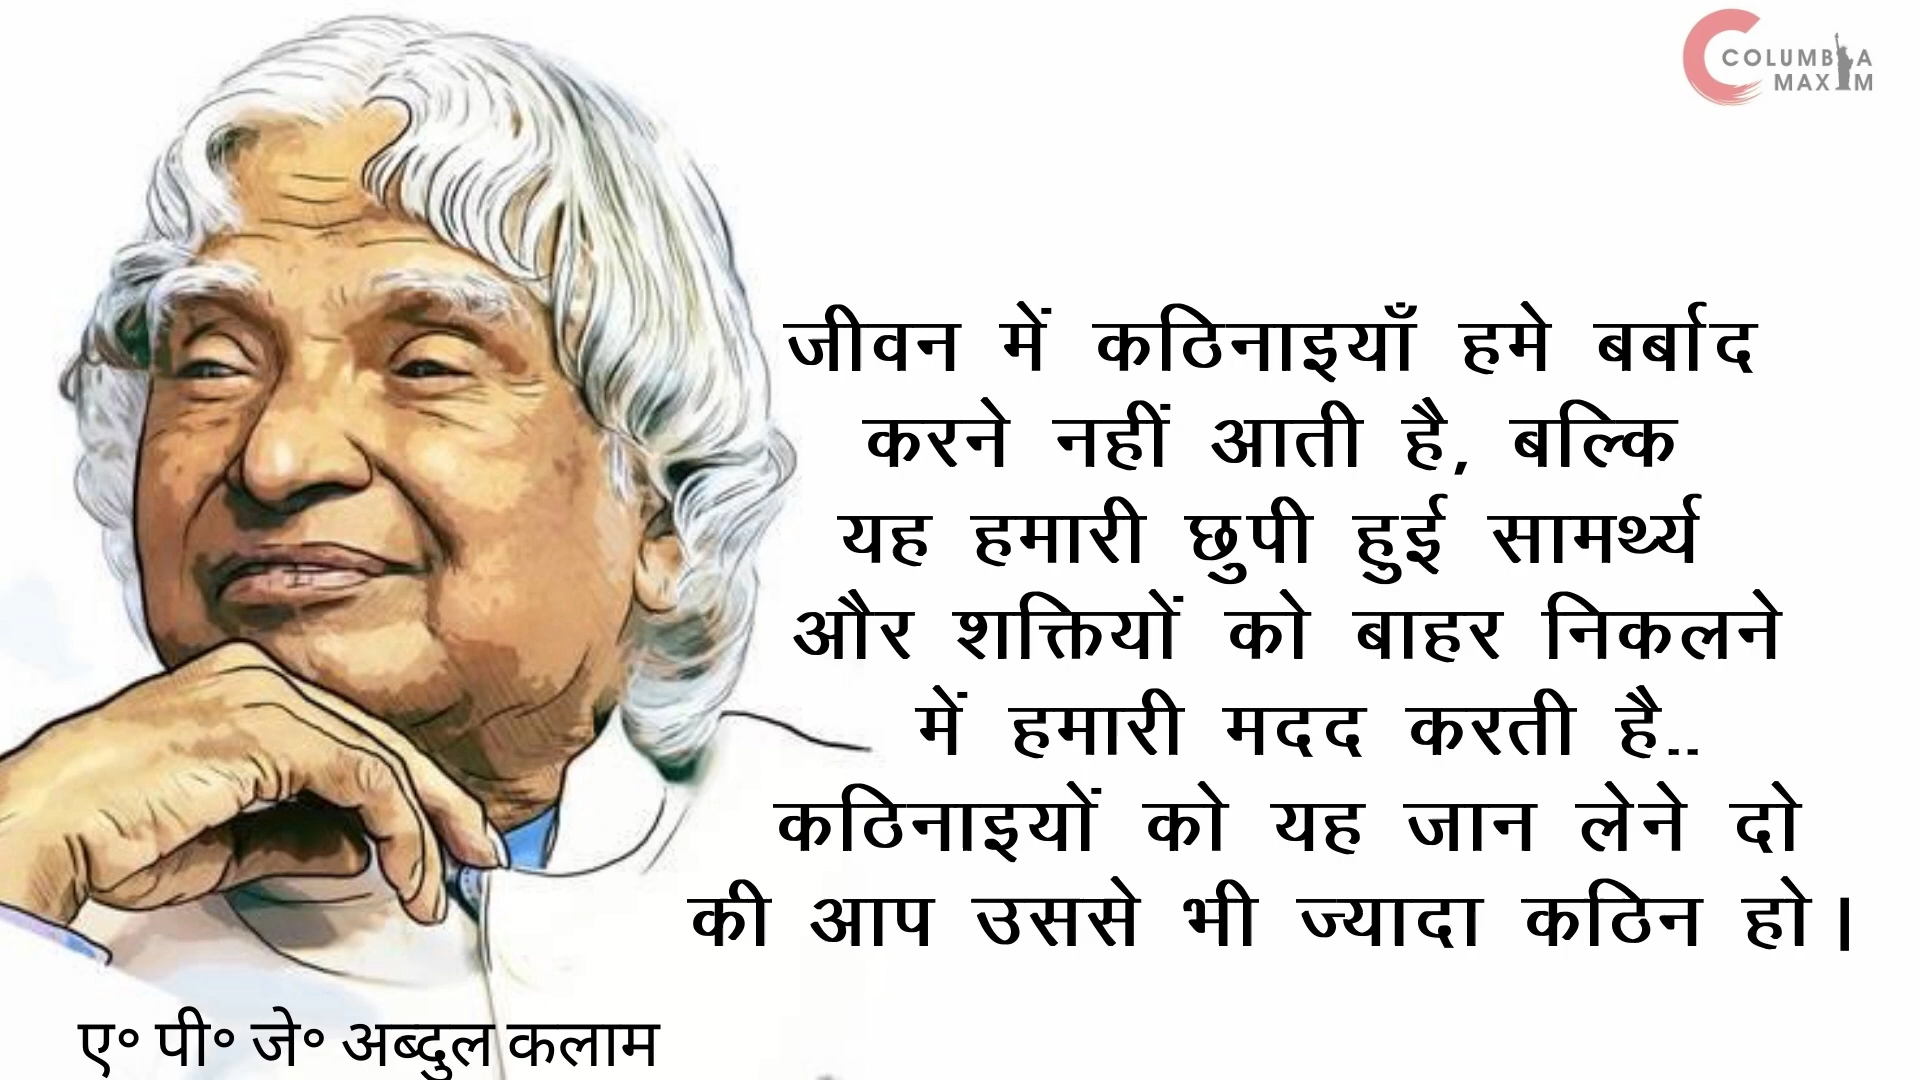 COLUMBIA
MAXIM
जीवन में कठिनाइयाँ हमे बर्बाद
करने नहीं आती है, बल्कि
यह हमारी छुपी हुई सामर्थ्य
और शक्तियों को बाहर निकलने
में हमारी मदद करती है..
कठिनाइयों को यह जान लेने दो
की आप उससे भी ज्यादा कठिन हो।
ए॰ पी॰ जे॰ अब्दुल कलाम